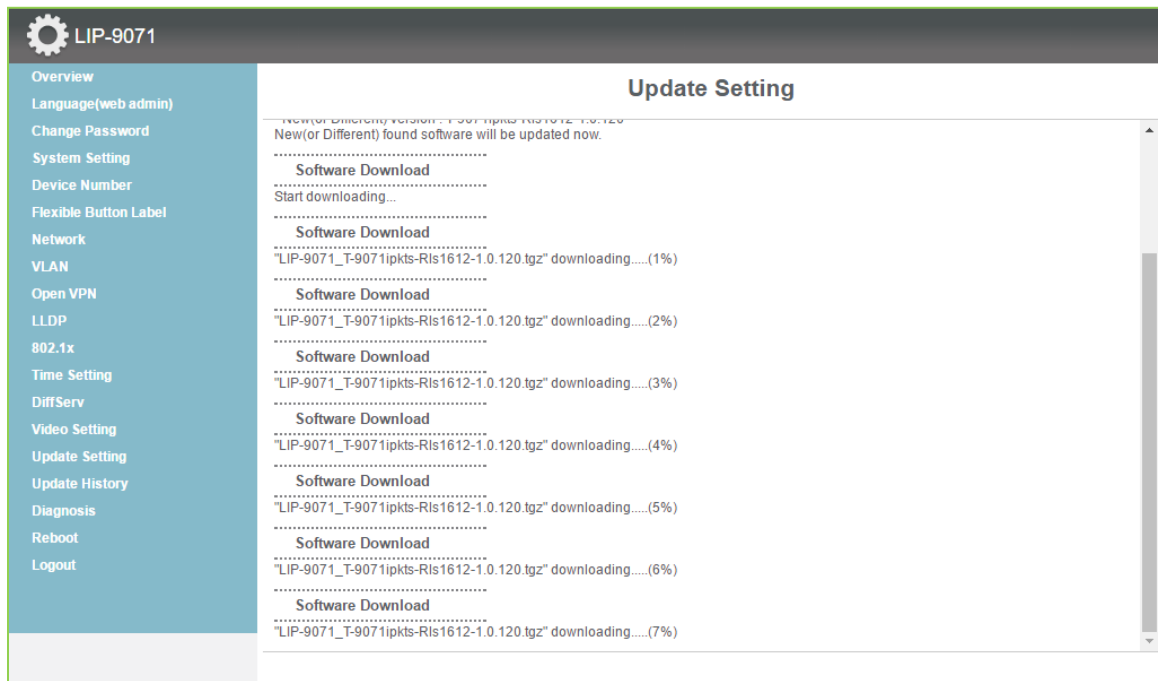 LIP-9071
Overview
Language(web admin)
Change Password
System Setting
Device Number
Flexible Button Label
Network
VLAN
Open VPN
LLDP
802.1x
Time Setting
DiffServ
Video Setting
Update Setting
Update History
Diagnosis
Reboot
Logout
Update Setting
New(or Different) found software will be updated now.
Software Download
Start downloading...
Software Download
"LIP-9071_T-9071ipkts-Rls1612-1.0.120.tgz" downloading.....(1%)
Software Download
"LIP-9071_T-9071ipkts-Rls1612-1.0.120.tgz" downloading.....(2%)
Software Download
"LIP-9071_T-9071ipkts-Rls1612-1.0.120.tgz" downloading.....(3%)
Software Download
"LIP-9071_T-9071ipkts-Rls1612-1.0.120.tgz" downloading.....(4%)
Software Download
"LIP-9071_T-9071ipkts-Rls1612-1.0.120.tgz" downloading.....(5%)
Software Download
"LIP-9071_T-9071ipkts-Rls1612-1.0.120.tgz" downloading.....(6%)
Software Download
"LIP-9071_T-9071ipkts-Rls1612-1.0.120.tgz" downloading.....(7%)